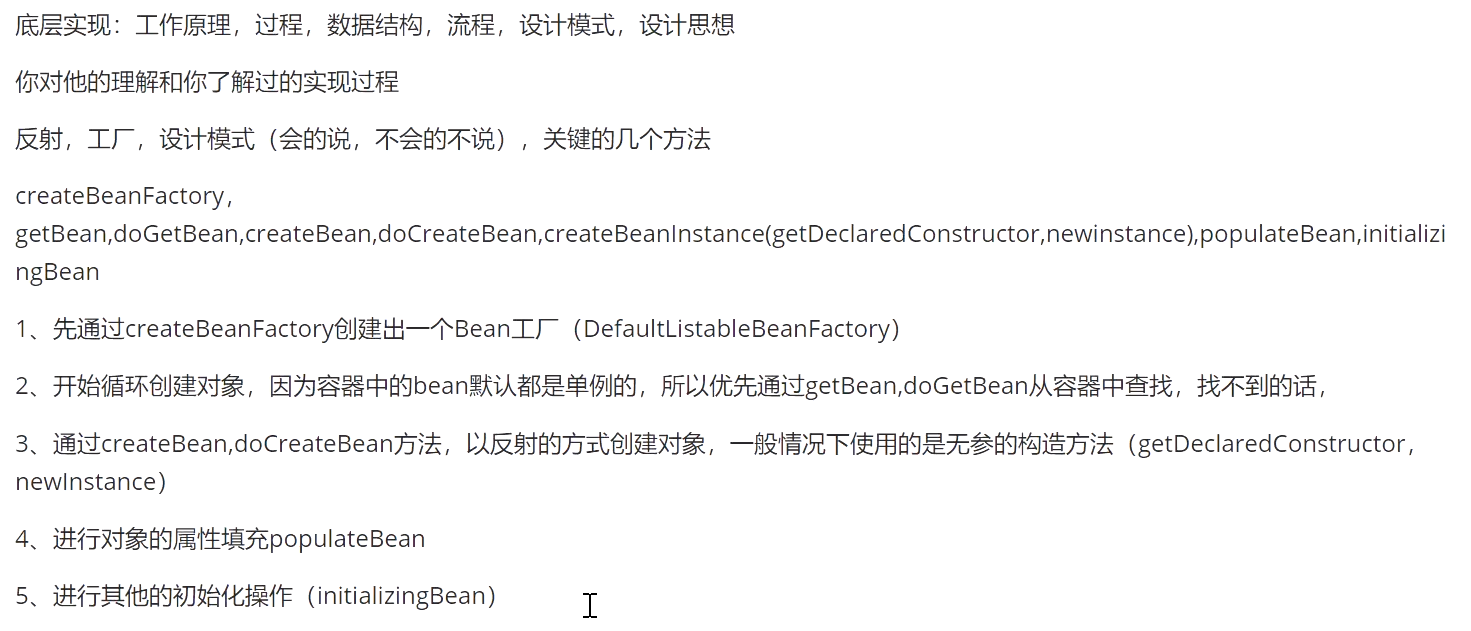 底层实现：工作原理，过程，数据结构，流程，设计模式，设计思想
你对他的理解和你了解过的实现过程
反射，工厂，设计模式（会的说，不会的不说），关键的几个方法
createBeanFactory，
getBean,doGetBean,createBean,doCreateBean,createBeanInstance(getDeclaredConstructor,newinstance),populateBean,initializi
ngBean
1、先通过createBeanFactory创建出一个Bean工厂（DefaultListableBeanFactory）
2、开始循环创建对象，因为容器中的bean默认都是单例的，所以优先通过getBean,doGetBean从容器中查找，找不到的话，
3、通过createBean,doCreateBean方法，以反射的方式创建对象，一般情况下使用的是无参的构造方法（getDeclaredConstructor，
newInstance）
4、进行对象的属性填充populateBean
5、进行其他的初始化操作（initializingBean）